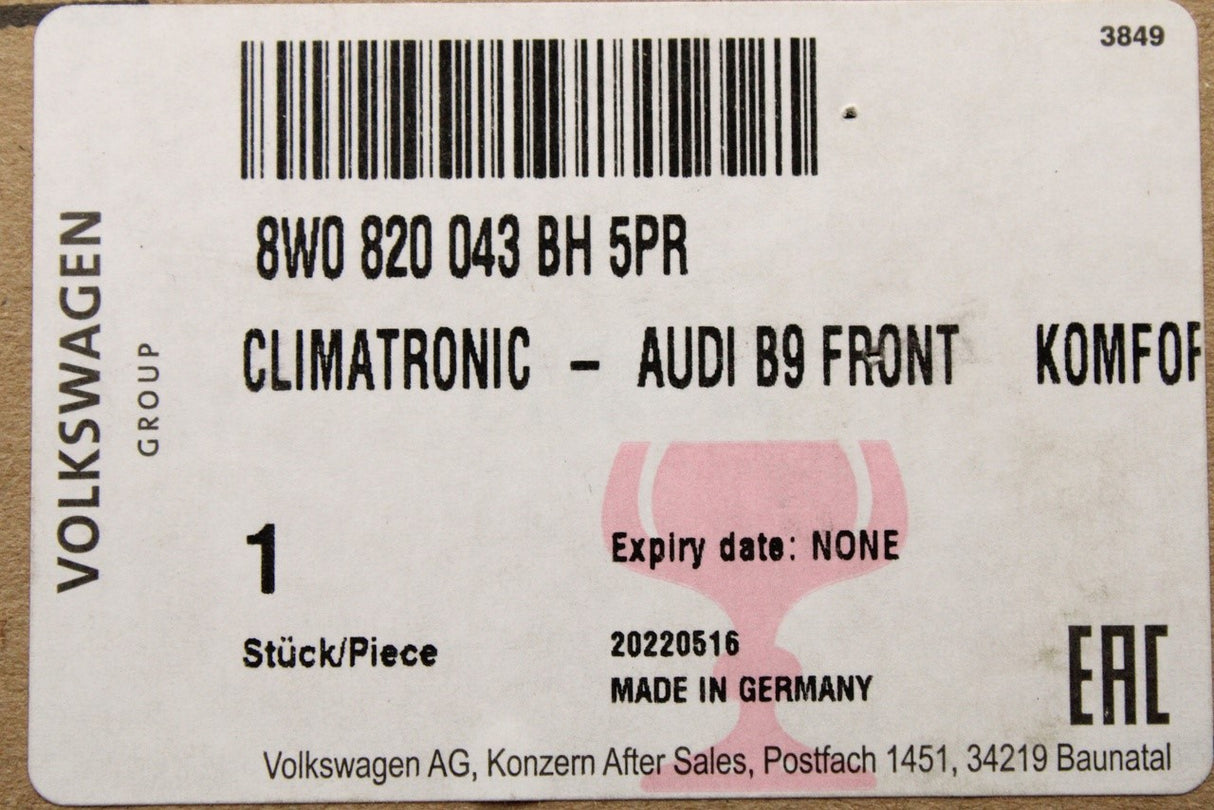 3849
8W0 820 043 BH 5PR
CLIMATRONIC – AUDI B9 FRONT KOMFOR
VOLKSWAGEN
GROUP
1
Stück/Piece
Expiry date: NONE
20220516
MADE IN GERMANY
EAC
Volkswagen AG, Konzern After Sales, Postfach 1451, 34219 Baunatal